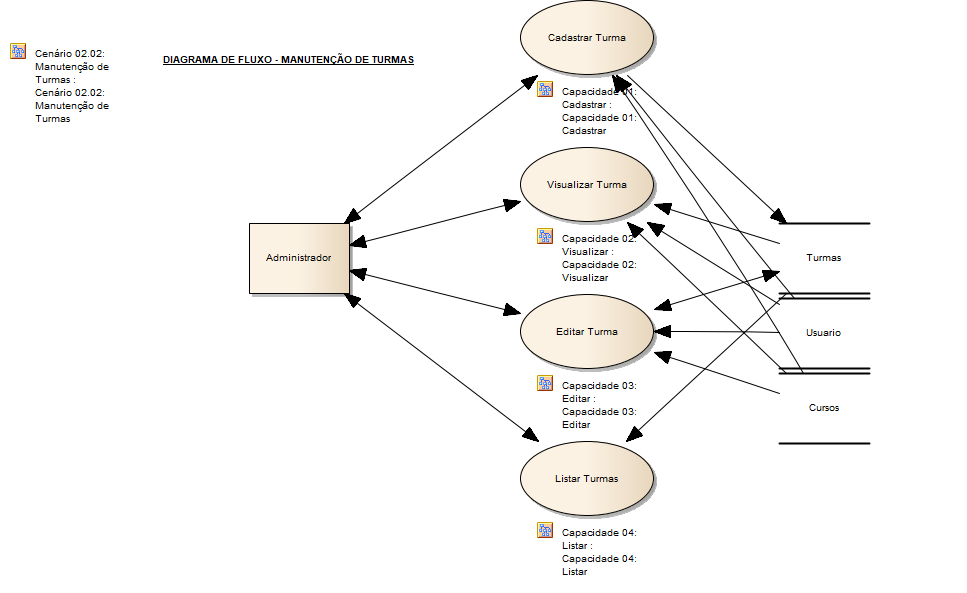 Cadastrar Turma
Cenário 02.02:
Manutenção de
Turmas :
Cenário 02.02:
Manutenção de
Turmas
DIAGRAMA DE FLUXO - MANUTENÇÃO DE TURMAS
Capacidade 01:
Cadastrar :
Capacidade 01:
Cadastrar
Visualizar Turma
Capacidade 02:
Visualizar :
Capacidade 02:
Visualizar
Administrador
Turmas
Editar Turma
Usuario
Capacidade 03:
Editar :
Capacidade 03:
Editar
Cursos
Listar Turmas
Capacidade 04:
Listar :
Capacidade 04:
Listar